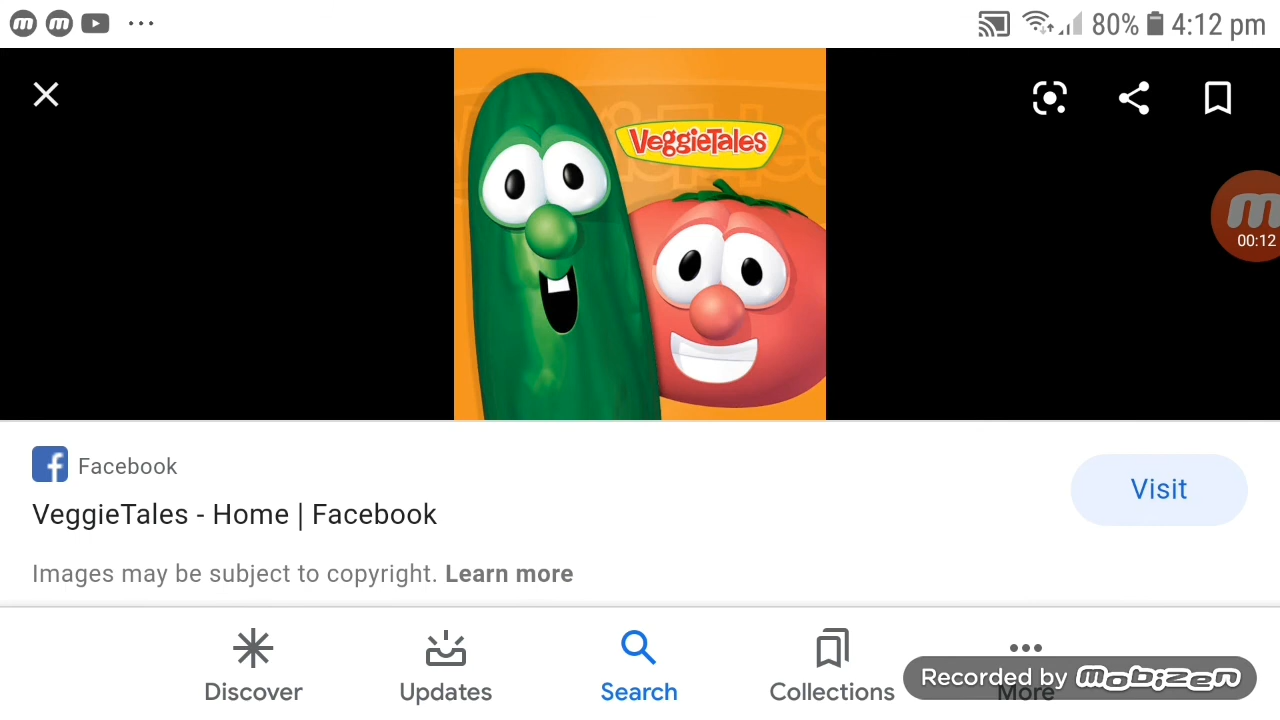 80% 4:12 pm
VeggieTales
00:12
Facebook
VeggieTales - Home | Facebook
Visit
Images may be subject to copyright. Learn more
Discover
Updates
Search
Collections
More
Recorded by mobizen